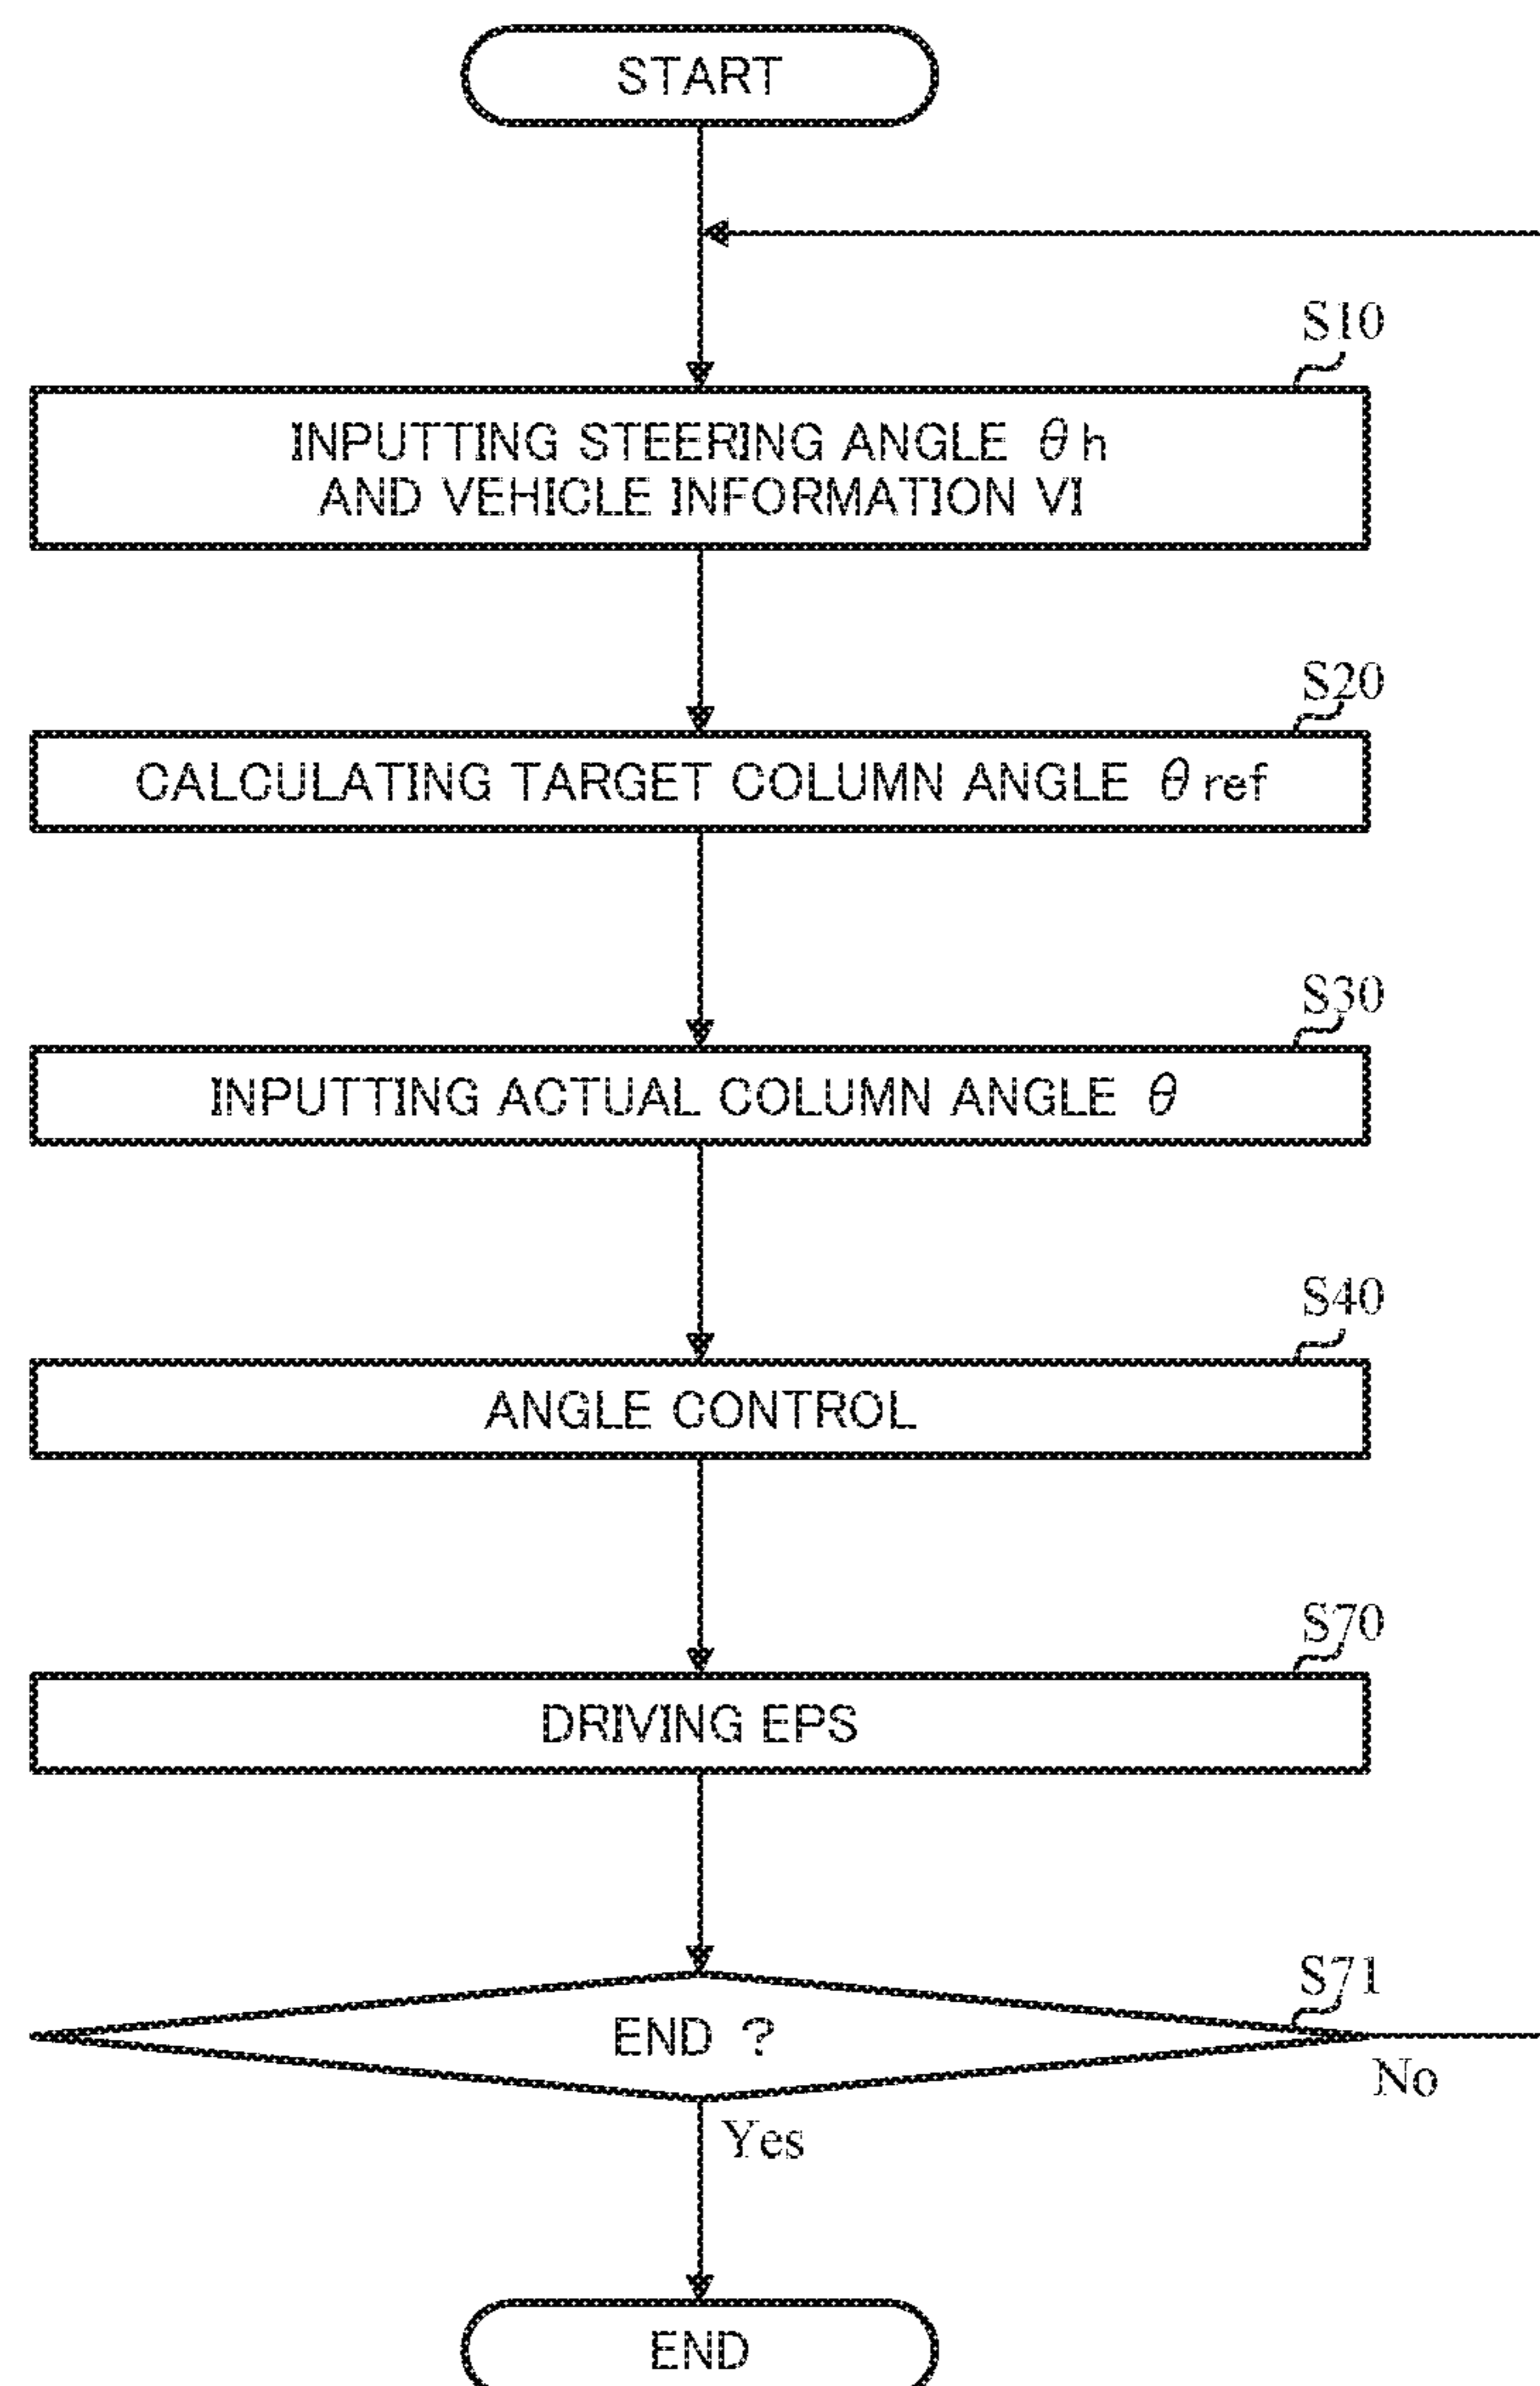 START
S10
INPUTTING STEERING ANGLE θh
AND VEHICLE INFORMATION VI
S20
CALCULATING TARGET COLUMN ANGLE θref
S30
INPUTTING ACTUAL COLUMN ANGLE θ
S40
ANGLE CONTROL
S70
DRIVING EPS
S71
END ?
No
Yes
END